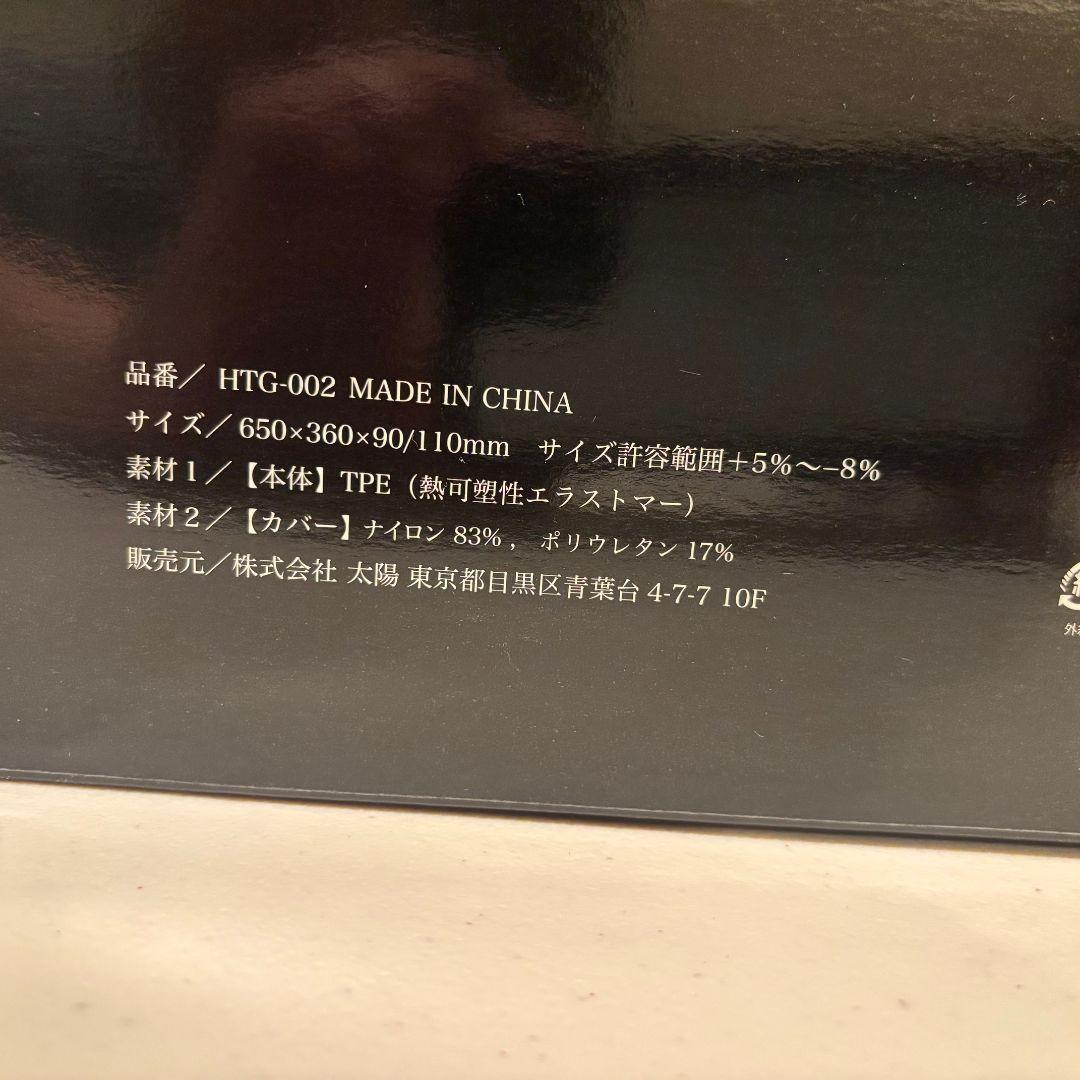 品番／ HTG-002 MADE IN CHINA
サイズ／650×360×90/110mm　サイズ許容範囲＋5%〜−8%
素材１／【本体】TPE（熱可塑性エラストマー）
素材２／【カバー】ナイロン 83% ,　ポリウレタン 17%
販売元／株式会社 太陽 東京都目黒区青葉台 4-7-7 10F